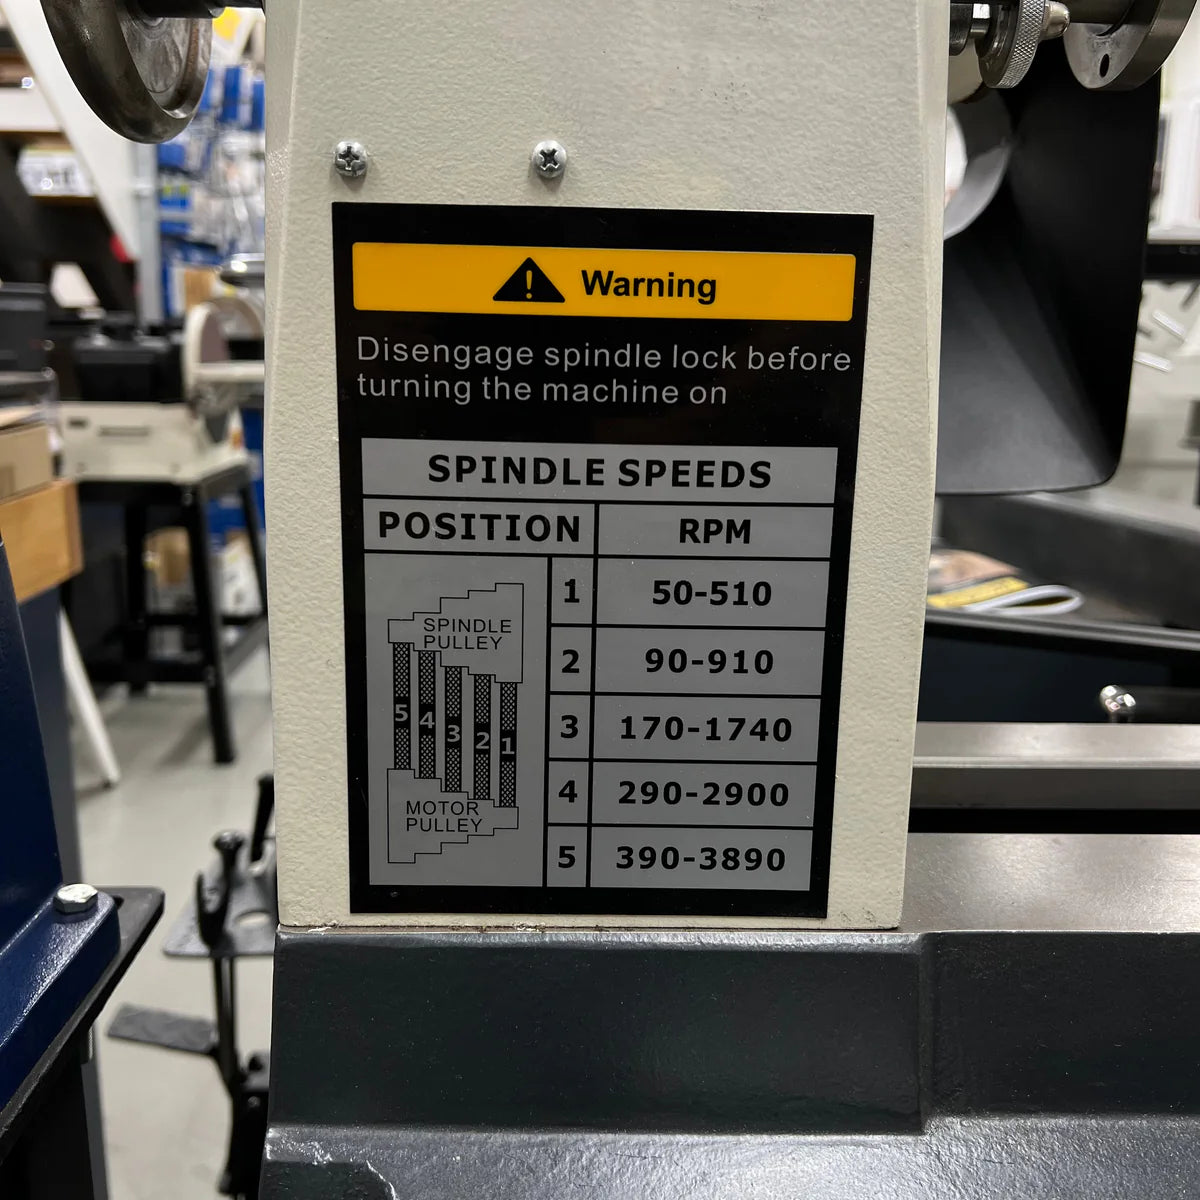 Warning
Disengage spindle lock before
turning the machine on
SPINDLE SPEEDS
POSITION RPM
SPINDLE
PULLEY
5 4 3 2 1
MOTOR
PULLEY
1 50-510
2 90-910
3 170-1740
4 290-2900
5 390-3890